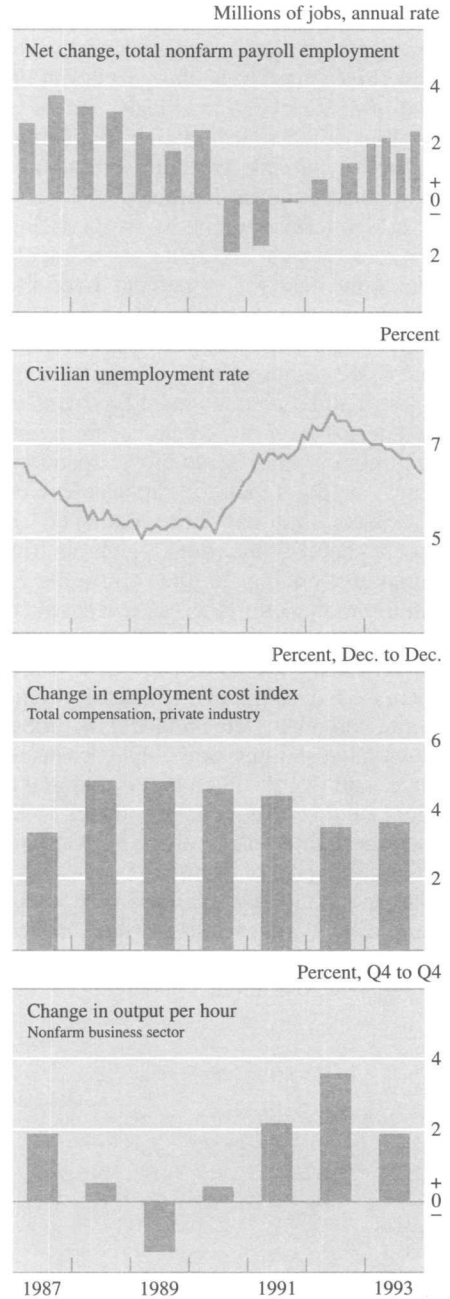 Millions of jobs, annual rate
Net change, total nonfarm payroll employment
4
2
+
0
–
2
Percent
Civilian unemployment rate
7
5
Percent, Dec. to Dec.
Change in employment cost index
Total compensation, private industry
6
4
2
Percent, Q4 to Q4
Change in output per hour
Nonfarm business sector
4
2
+
0
–
1987 1989 1991 1993